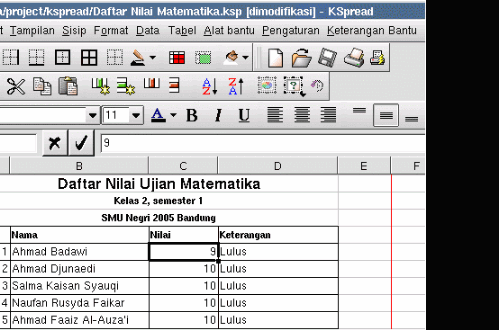 a/project/kspread/Daftar Nilai Matematika.ksp [dimodifikasi] - KSpread
t Tampilan Sisip Format Data Tabel Alat bantu Pengaturan Keterangan Bantu
11 A B I U
9
B C D E F
Daftar Nilai Ujian Matematika
Kelas 2, semester 1
SMU Negri 2005 Bandung
Nama Nilai Keterangan
1 Ahmad Badawi 9 Lulus
2 Ahmad Djunaedi 10 Lulus
3 Salma Kaisan Syauqi 10 Lulus
4 Naufan Rusyda Faikar 10 Lulus
5 Ahmad Faaiz Al-Auza'i 10 Lulus